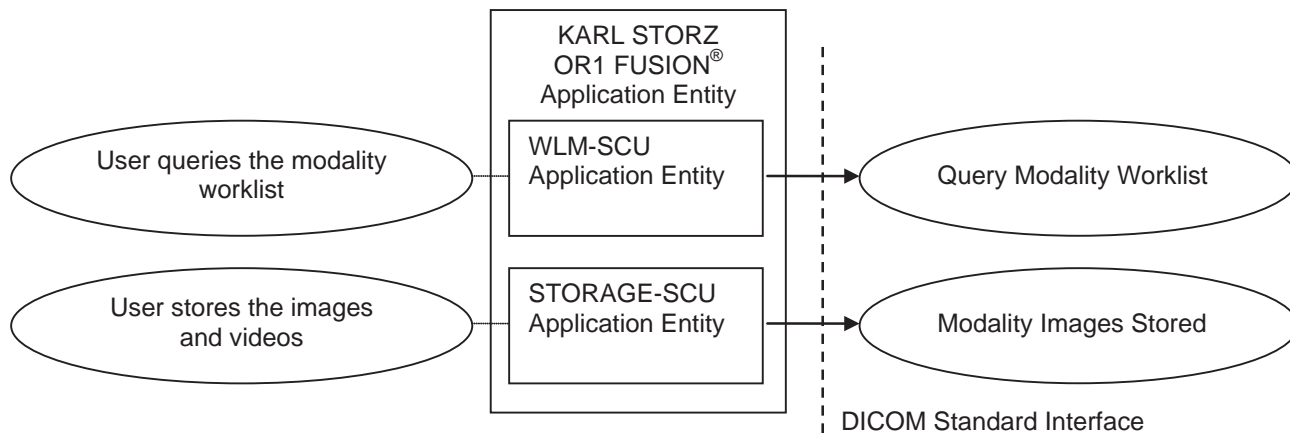 KARL STORZ
OR1 FUSION®
Application Entity
User queries the modality
worklist
WLM-SCU
Application Entity
Query Modality Worklist
User stores the images
and videos
STORAGE-SCU
Application Entity
Modality Images Stored
DICOM Standard Interface